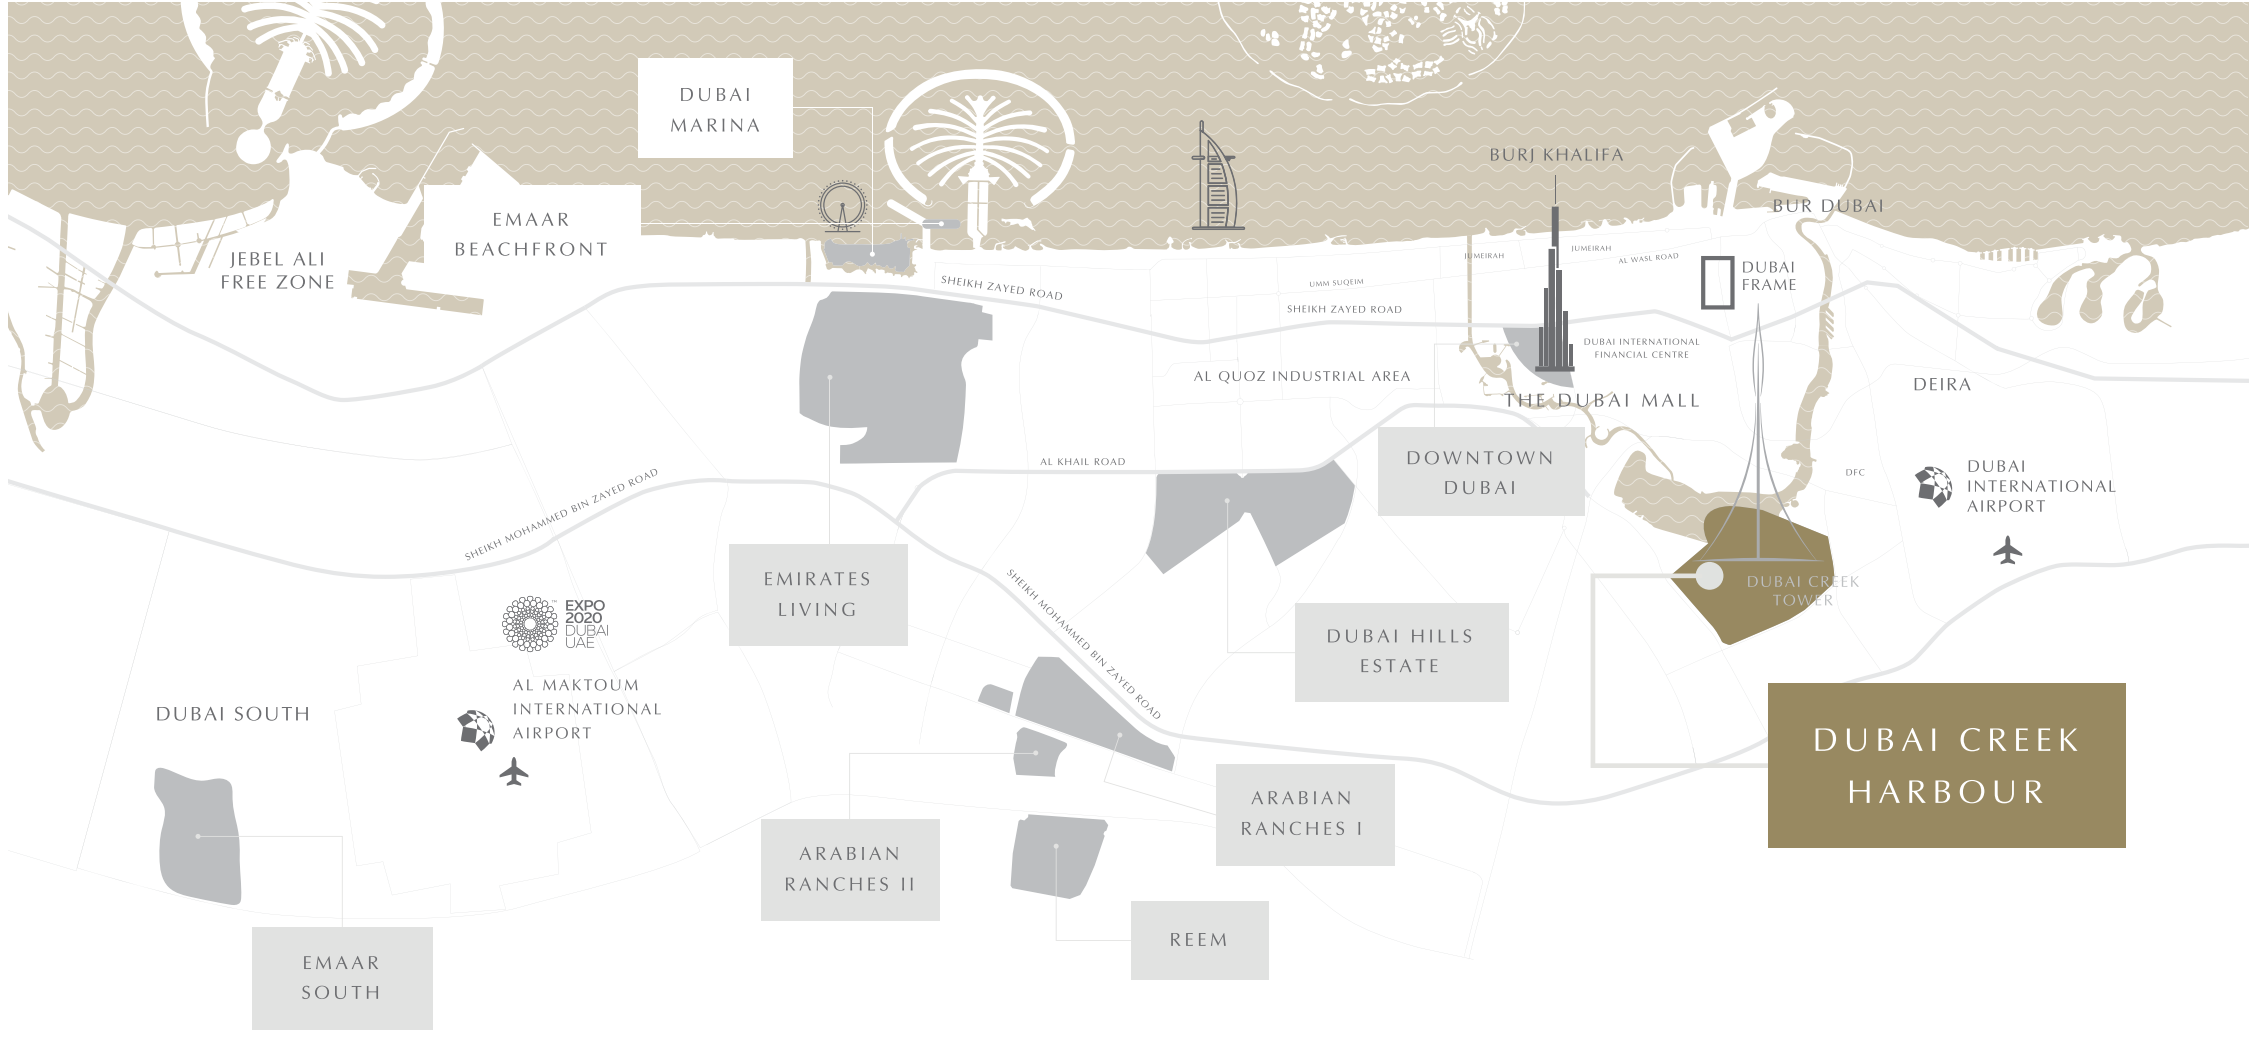 DUBAI
MARINA
BURJ KHALIFA
BUR DUBAI
EMAAR
BEACHFRONT
JEBEL ALI
FREE ZONE
JUMEIRAH
JUMEIRAH
AL WASL ROAD
DUBAI
FRAME
SHEIKH ZAYED ROAD
UMM SUQEIM
SHEIKH ZAYED ROAD
DUBAI INTERNATIONAL
FINANCIAL CENTRE
AL QUOZ INDUSTRIAL AREA
DEIRA
THE DUBAI MALL
AL KHAIL ROAD
DOWNTOWN
DUBAI
DFC
DUBAI
INTERNATIONAL
AIRPORT
SHEIKH MOHAMMED BIN ZAYED ROAD
EMIRATES
LIVING
DUBAI CREEK
TOWER
EXPO
2020
DUBAI
UAE
™
SHEIKH MOHAMMED BIN ZAYED ROAD
DUBAI HILLS
ESTATE
AL MAKTOUM
INTERNATIONAL
AIRPORT
DUBAI SOUTH
DUBAI CREEK
HARBOUR
ARABIAN
RANCHES I
ARABIAN
RANCHES II
REEM
EMAAR
SOUTH